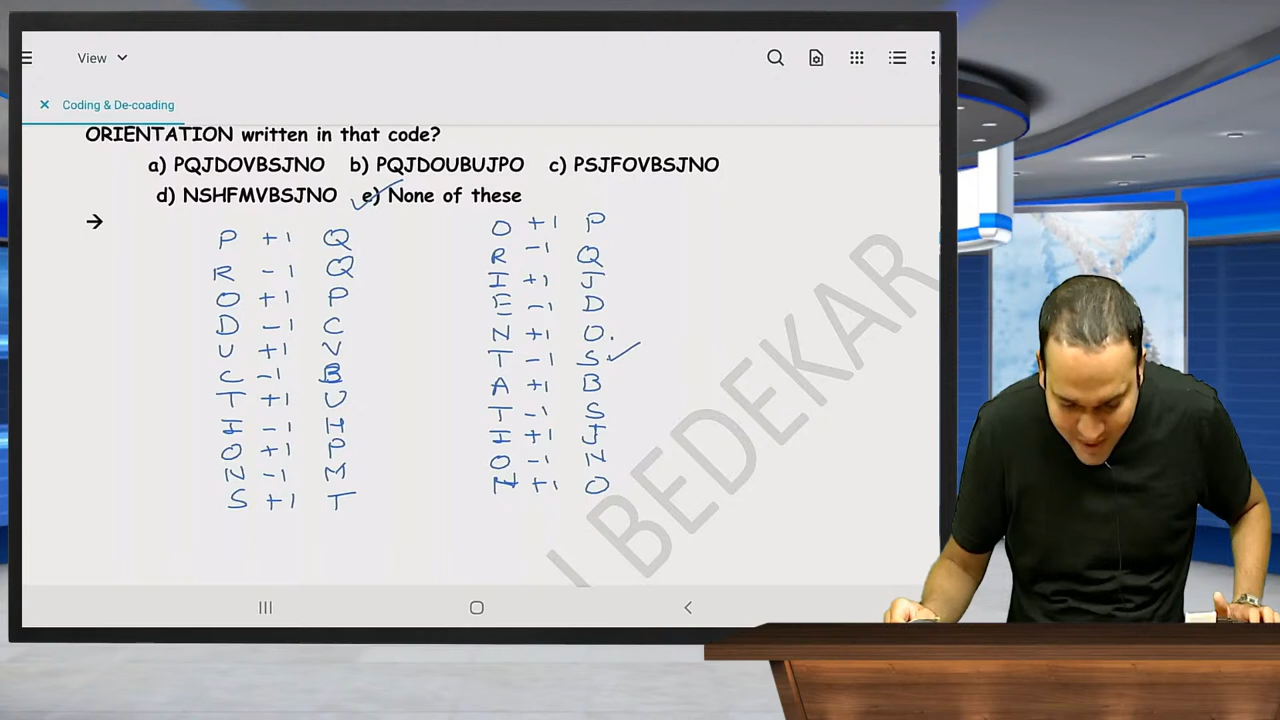 View
Coding & De-coading
ORIENTATION written in that code?
a) PQJDOVBSJNO b) PQJDOUBUJPO c) PSJFOVBSJNO
d) NSHFMVBSJNO e) None of these
→
P +1 Q
R -1 Q
O +1 P
D -1 C
U +1 V
C -1 B
T +1 U
I -1 H
O +1 P
N -1 M
S +1 T
O +1 P
R -1 Q
I +1 J
E -1 D
N +1 O.
T -1 S
A +1 B
T -1 S
I +1 J
O -1 N
N +1 O
BEDEKAR